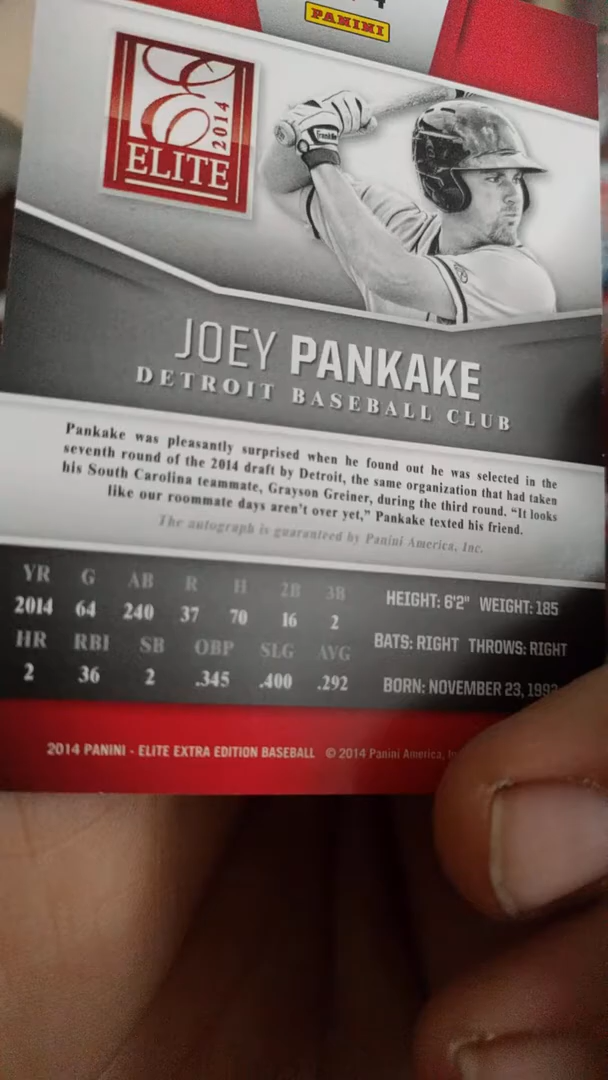 PANINI
E
2014
ELITE
Franklin
JOEY PANKAKE
DETROIT BASEBALL CLUB
Pankake was pleasantly surprised when he found out he was selected in the
seventh round of the 2014 draft by Detroit, the same organization that had taken
his South Carolina teammate, Grayson Greiner, during the third round. “It looks
like our roommate days aren’t over yet,” Pankake texted his friend.
The autograph is guaranteed by Panini America, Inc.
YR G AB R H 2B 3B
2014 64 240 37 70 16 2
HR RBI SB OBP SLG AVG
2 36 2 .345 .400 .292
HEIGHT: 6'2" WEIGHT: 185
BATS: RIGHT THROWS: RIGHT
BORN: NOVEMBER 23, 1992
2014 PANINI - ELITE EXTRA EDITION BASEBALL © 2014 Panini America,